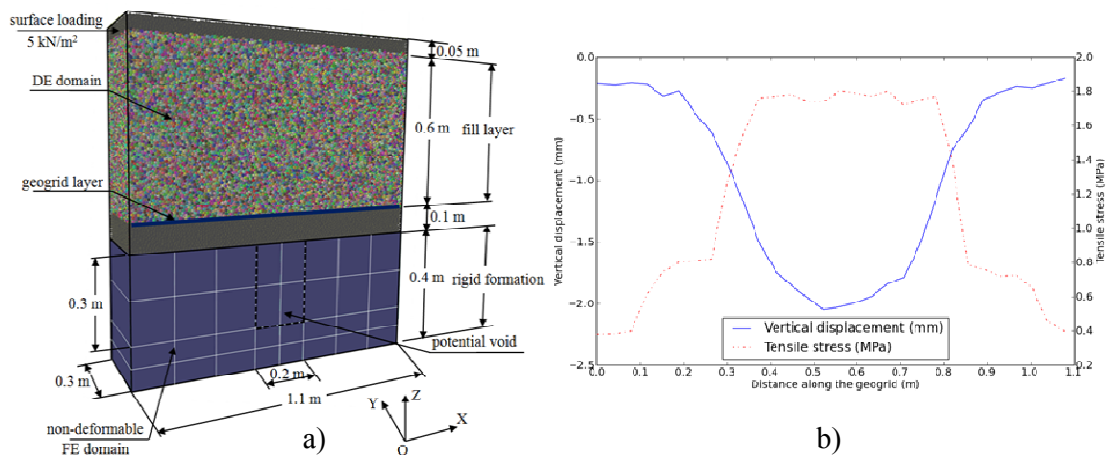 surface loading
5 kN/m²
DE domain
geogrid layer
0.05 m
0.6 m
fill layer
0.1 m
rigid formation
0.4 m
0.3 m
potential void
0.3 m
0.2 m
1.1 m
non-deformable
FE domain
Y
Z
X
O
a)
0.0
−0.5
−1.0
−1.5
−2.0
−2.5
Vertical displacement (mm)
2.0
1.8
1.6
1.4
1.2
1.0
0.8
0.6
0.4
0.2
Tensile stress (MPa)
Vertical displacement (mm)
Tensile stress (MPa)
0.0 0.1 0.2 0.3 0.4 0.5 0.6 0.7 0.8 0.9 1.0 1.1
Distance along the geogrid (m)
b)